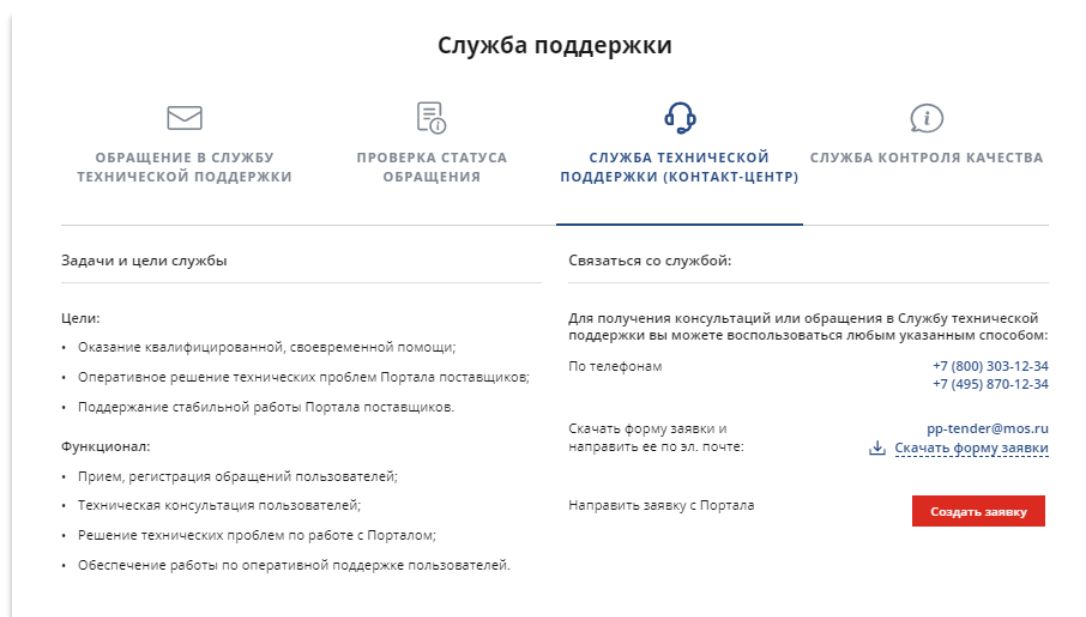 Служба поддержки
ОБРАЩЕНИЕ В СЛУЖБУ
ТЕХНИЧЕСКОЙ ПОДДЕРЖКИ
ПРОВЕРКА СТАТУСА
ОБРАЩЕНИЯ
СЛУЖБА ТЕХНИЧЕСКОЙ
ПОДДЕРЖКИ (КОНТАКТ-ЦЕНТР)
СЛУЖБА КОНТРОЛЯ КАЧЕСТВА
Задачи и цели службы
Цели:
• Оказание квалифицированной, своевременной помощи;
• Оперативное решение технических проблем Портала поставщиков;
• Поддержание стабильной работы Портала поставщиков.
Функционал:
• Прием, регистрация обращений пользователей;
• Техническая консультация пользователей;
• Решение технических проблем по работе с Порталом;
• Обеспечение работы по оперативной поддержке пользователей.
Связаться со службой:
Для получения консультаций или обращения в Службу технической
поддержки вы можете воспользоваться любым указанным способом:
По телефонам
+7 (800) 303-12-34
+7 (495) 870-12-34
Скачать форму заявки и
направить ее по эл. почте:
pp-tender@mos.ru
Скачать форму заявки
Направить заявку с Портала
Создать заявку